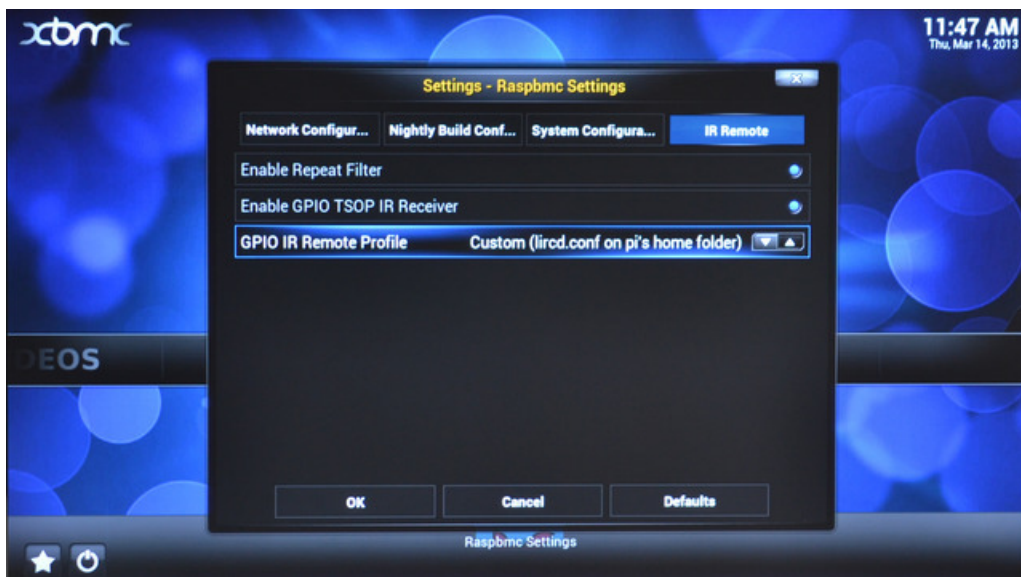 xbmc
11:47 AM
Thu, Mar 14, 2013
Settings - Raspbmc Settings
Network Configur...
Nightly Build Conf...
System Configura...
IR Remote
Enable Repeat Filter
Enable GPIO TSOP IR Receiver
GPIO IR Remote Profile Custom (lircd.conf on pi's home folder)
DEOS
OK
Cancel
Defaults
Raspbmc Settings